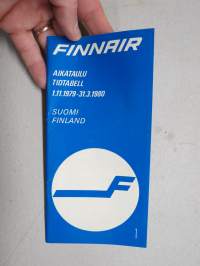 FINNAIR
AIKATAULU
TIDTABELL
1.11.1979-31.3.1980
SUOMI
FINLAND
F